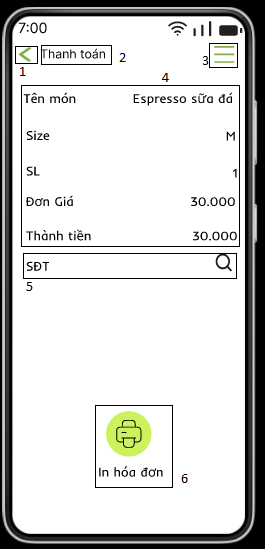 7:00
1 Thanh toán 2 3
4
Tên món Espresso sữa đá
Size M
SL 1
Đơn Giá 30.000
Thành tiền 30.000
SĐT
5
In hóa đơn 6